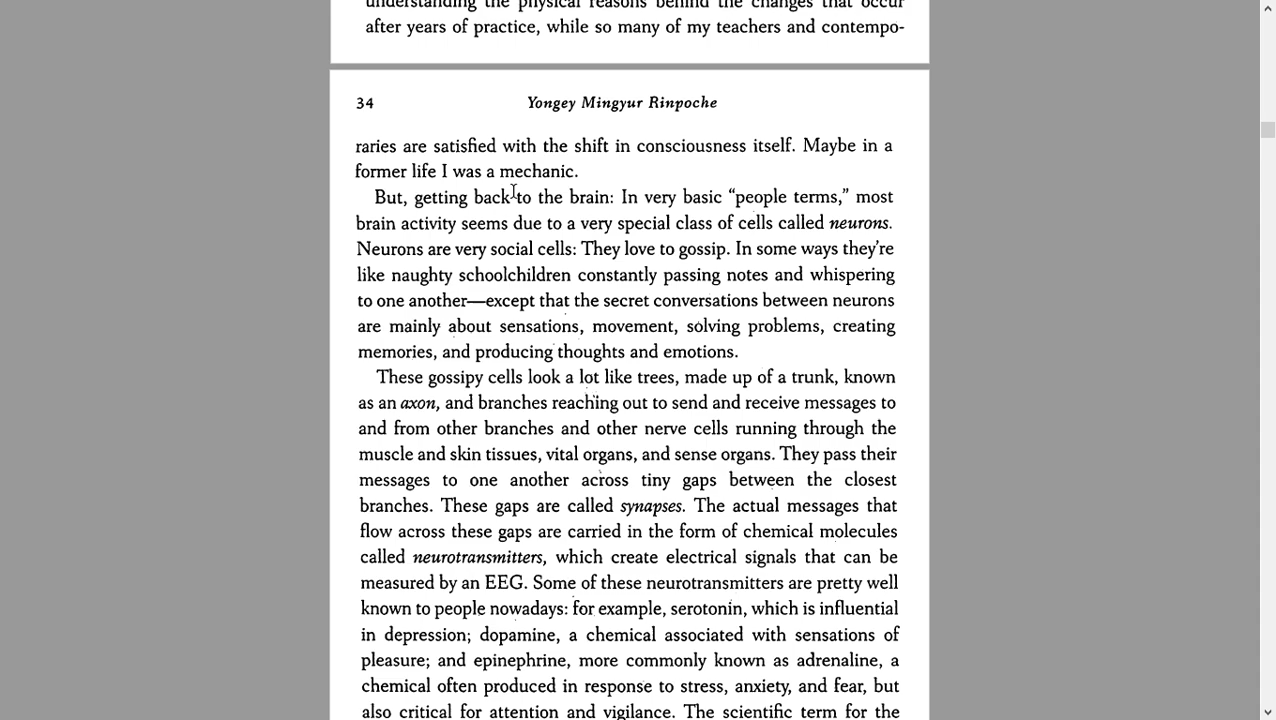 understanding the physical reasons behind the changes that occur
after years of practice, while so many of my teachers and contempo-
34 Yongey Mingyur Rinpoche
raries are satisfied with the shift in consciousness itself. Maybe in a
former life I was a mechanic.
But, getting back to the brain: In very basic “people terms,” most
brain activity seems due to a very special class of cells called neurons.
Neurons are very social cells: They love to gossip. In some ways they’re
like naughty schoolchildren constantly passing notes and whispering
to one another—except that the secret conversations between neurons
are mainly about sensations, movement, solving problems, creating
memories, and producing thoughts and emotions.
These gossipy cells look a lot like trees, made up of a trunk, known
as an axon, and branches reaching out to send and receive messages to
and from other branches and other nerve cells running through the
muscle and skin tissues, vital organs, and sense organs. They pass their
messages to one another across tiny gaps between the closest
branches. These gaps are called synapses. The actual messages that
flow across these gaps are carried in the form of chemical molecules
called neurotransmitters, which create electrical signals that can be
measured by an EEG. Some of these neurotransmitters are pretty well
known to people nowadays: for example, serotonin, which is influential
in depression; dopamine, a chemical associated with sensations of
pleasure; and epinephrine, more commonly known as adrenaline, a
chemical often produced in response to stress, anxiety, and fear, but
also critical for attention and vigilance. The scientific term for the